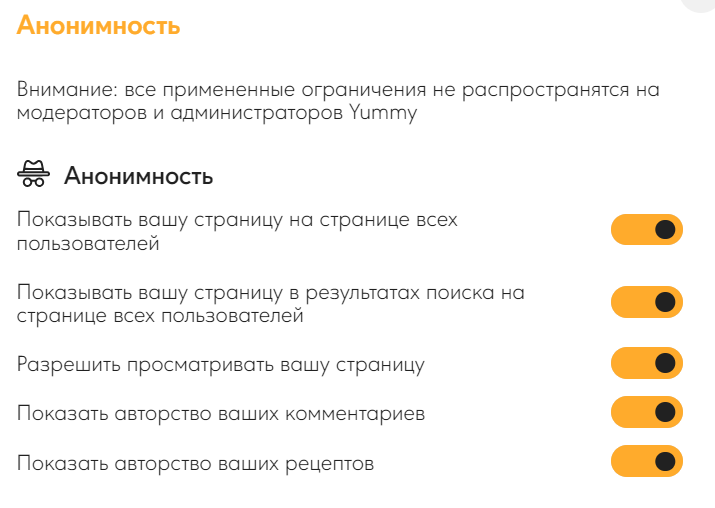 Анонимность
Внимание: все примененные ограничения не распространятся на
модераторов и администраторов Yummy
Анонимность
Показывать вашу страницу на странице всех
пользователей
Показывать вашу страницу в результатах поиска на
странице всех пользователей
Разрешить просматривать вашу страницу
Показать авторство ваших комментариев
Показать авторство ваших рецептов